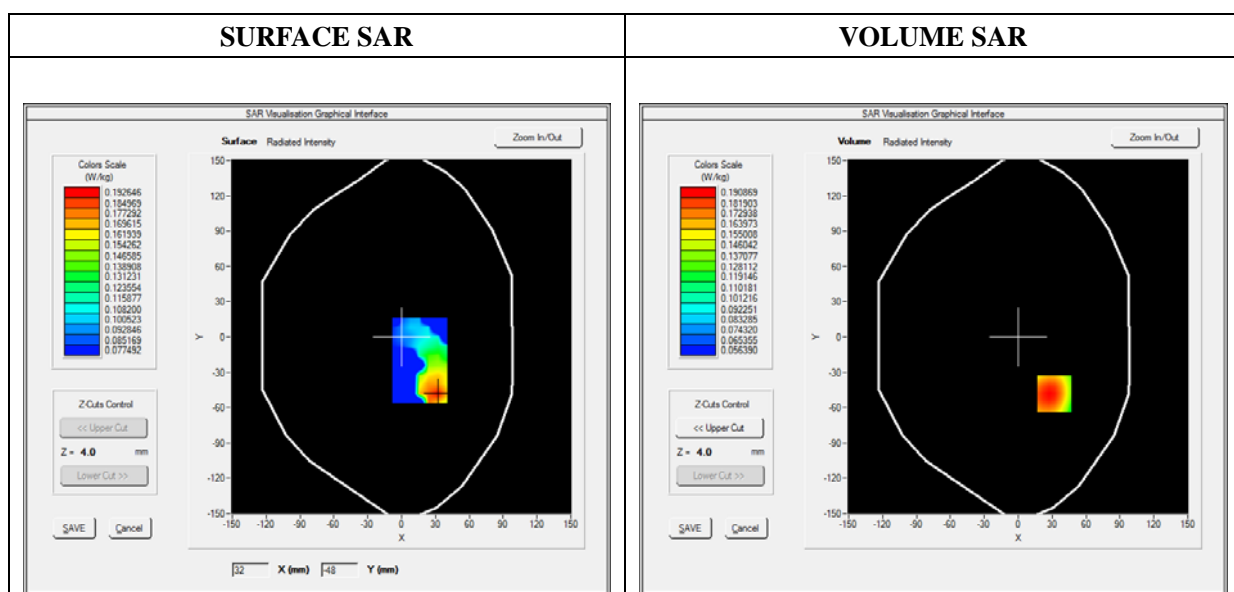 SURFACE SAR
SAR Visualisation Graphical Interface
Surface Radiated Intensity
Zoom In/Out
Colors Scale
(W/kg)
0.192646
0.184969
0.177292
0.169615
0.161939
0.154262
0.146585
0.138908
0.131231
0.123554
0.115877
0.108200
0.100523
0.092846
0.085169
0.077492
Z-Cuts Control
<< Upper Cut
Z = 4.0 mm
Lower Cut >>
SAVE Cancel
150
120
90
60
30
0
-30
-60
-90
-120
-150
Y
-150 -120 -90 -60 -30 0 30 60 90 120 150
X
32 X (mm) -48 Y (mm)
VOLUME SAR
SAR Visualisation Graphical Interface
Volume Radiated Intensity
Zoom In/Out
Colors Scale
(W/kg)
0.190869
0.181903
0.172938
0.163973
0.155008
0.146042
0.137077
0.128112
0.119146
0.110181
0.101216
0.092251
0.083285
0.074320
0.065355
0.056390
Z-Cuts Control
<< Upper Cut
Z = 4.0 mm
Lower Cut >>
SAVE Cancel
150
120
90
60
30
0
-30
-60
-90
-120
-150
Y
-150 -120 -90 -60 -30 0 30 60 90 120 150
X